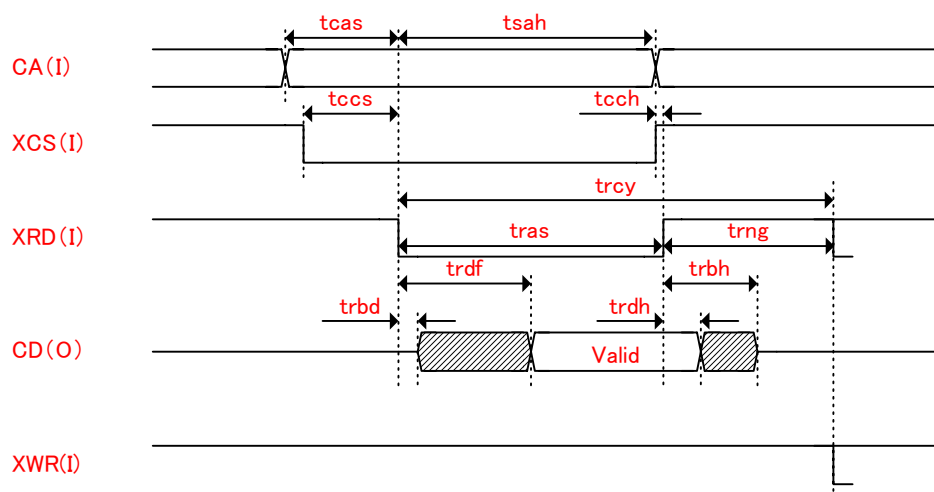 tcas tsah
CA(I)
tccs tcch
XCS(I)
trcy
XRD(I) tras trng
trdf trbh
trbd trdh
CD(O) Valid
XWR(I)